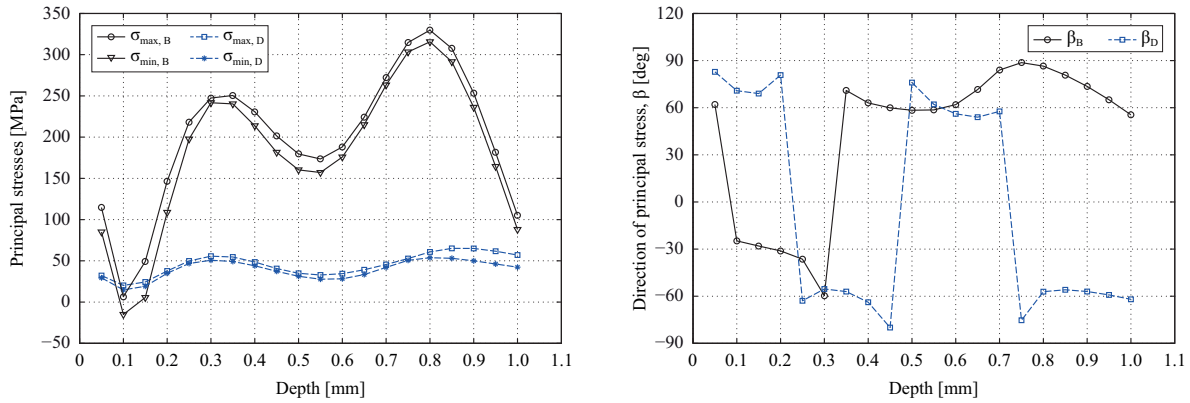 350
300
250
200
150
100
50
0
−50
Principal stresses [MPa]
σmax, B σmax, D
σmin, B σmin, D
0.1 0.2 0.3 0.4 0.5 0.6 0.7 0.8 0.9 1.0 1.1
Depth [mm]
120
90
60
30
0
−30
−60
−90
Direction of principal stress, β [deg]
βB βD
0.1 0.2 0.3 0.4 0.5 0.6 0.7 0.8 0.9 1.0 1.1
Depth [mm]